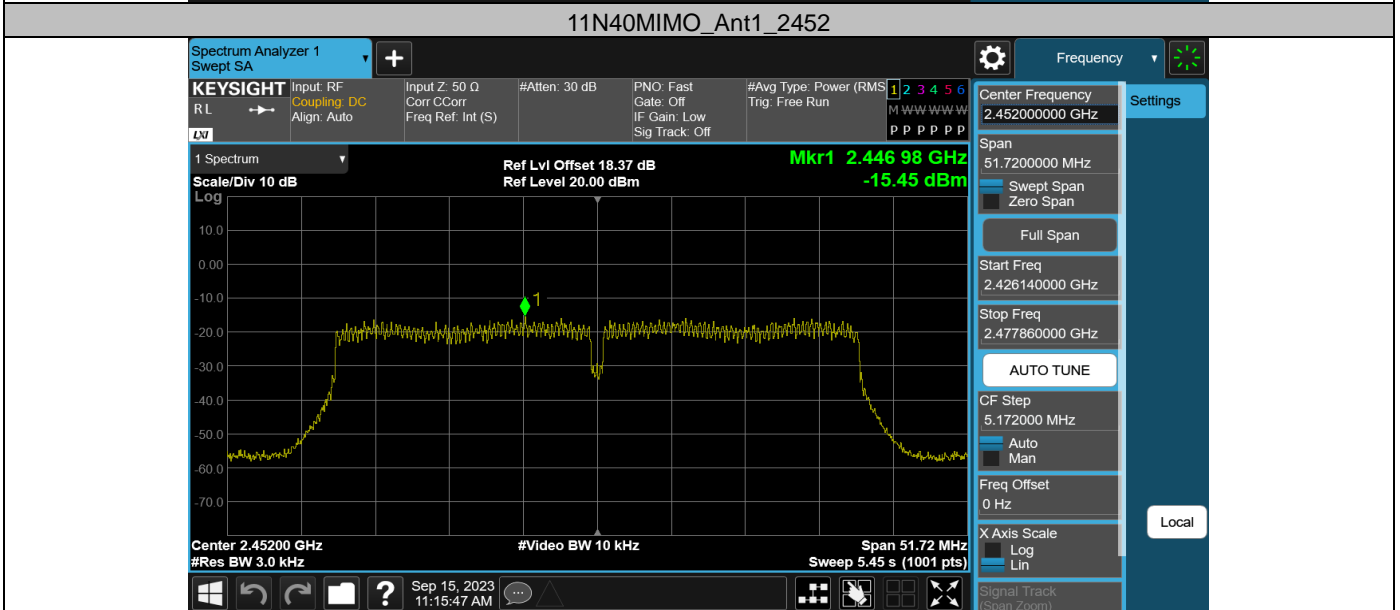 11N40MIMO_Ant1_2452
Spectrum Analyzer 1
Swept SA
Frequency
KEYSIGHT
RL
LXI
Input: RF
Coupling: DC
Align: Auto
Input Z: 50 Ω
Corr CCorr
Freq Ref: Int (S)
#Atten: 30 dB
PNO: Fast
Gate: Off
IF Gain: Low
Sig Track: Off
#Avg Type: Power (RMS
Trig: Free Run
1 2 3 4 5 6
M W W W W W
P P P P P P
1 Spectrum
Scale/Div 10 dB
Log
Ref Lvl Offset 18.37 dB
Ref Level 20.00 dBm
Mkr1 2.446 98 GHz
-15.45 dBm
10.0
0.00
-10.0
-20.0
-30.0
-40.0
-50.0
-60.0
-70.0
1
Center 2.45200 GHz
#Res BW 3.0 kHz
#Video BW 10 kHz
Span 51.72 MHz
Sweep 5.45 s (1001 pts)
Center Frequency
2.452000000 GHz
Span
51.7200000 MHz
Swept Span
Zero Span
Full Span
Start Freq
2.426140000 GHz
Stop Freq
2.477860000 GHz
AUTO TUNE
CF Step
5.172000 MHz
Auto
Man
Freq Offset
0 Hz
X Axis Scale
Log
Lin
Signal Track
(Span Zoom)
Settings
Local
?
Sep 15, 2023
11:15:47 AM